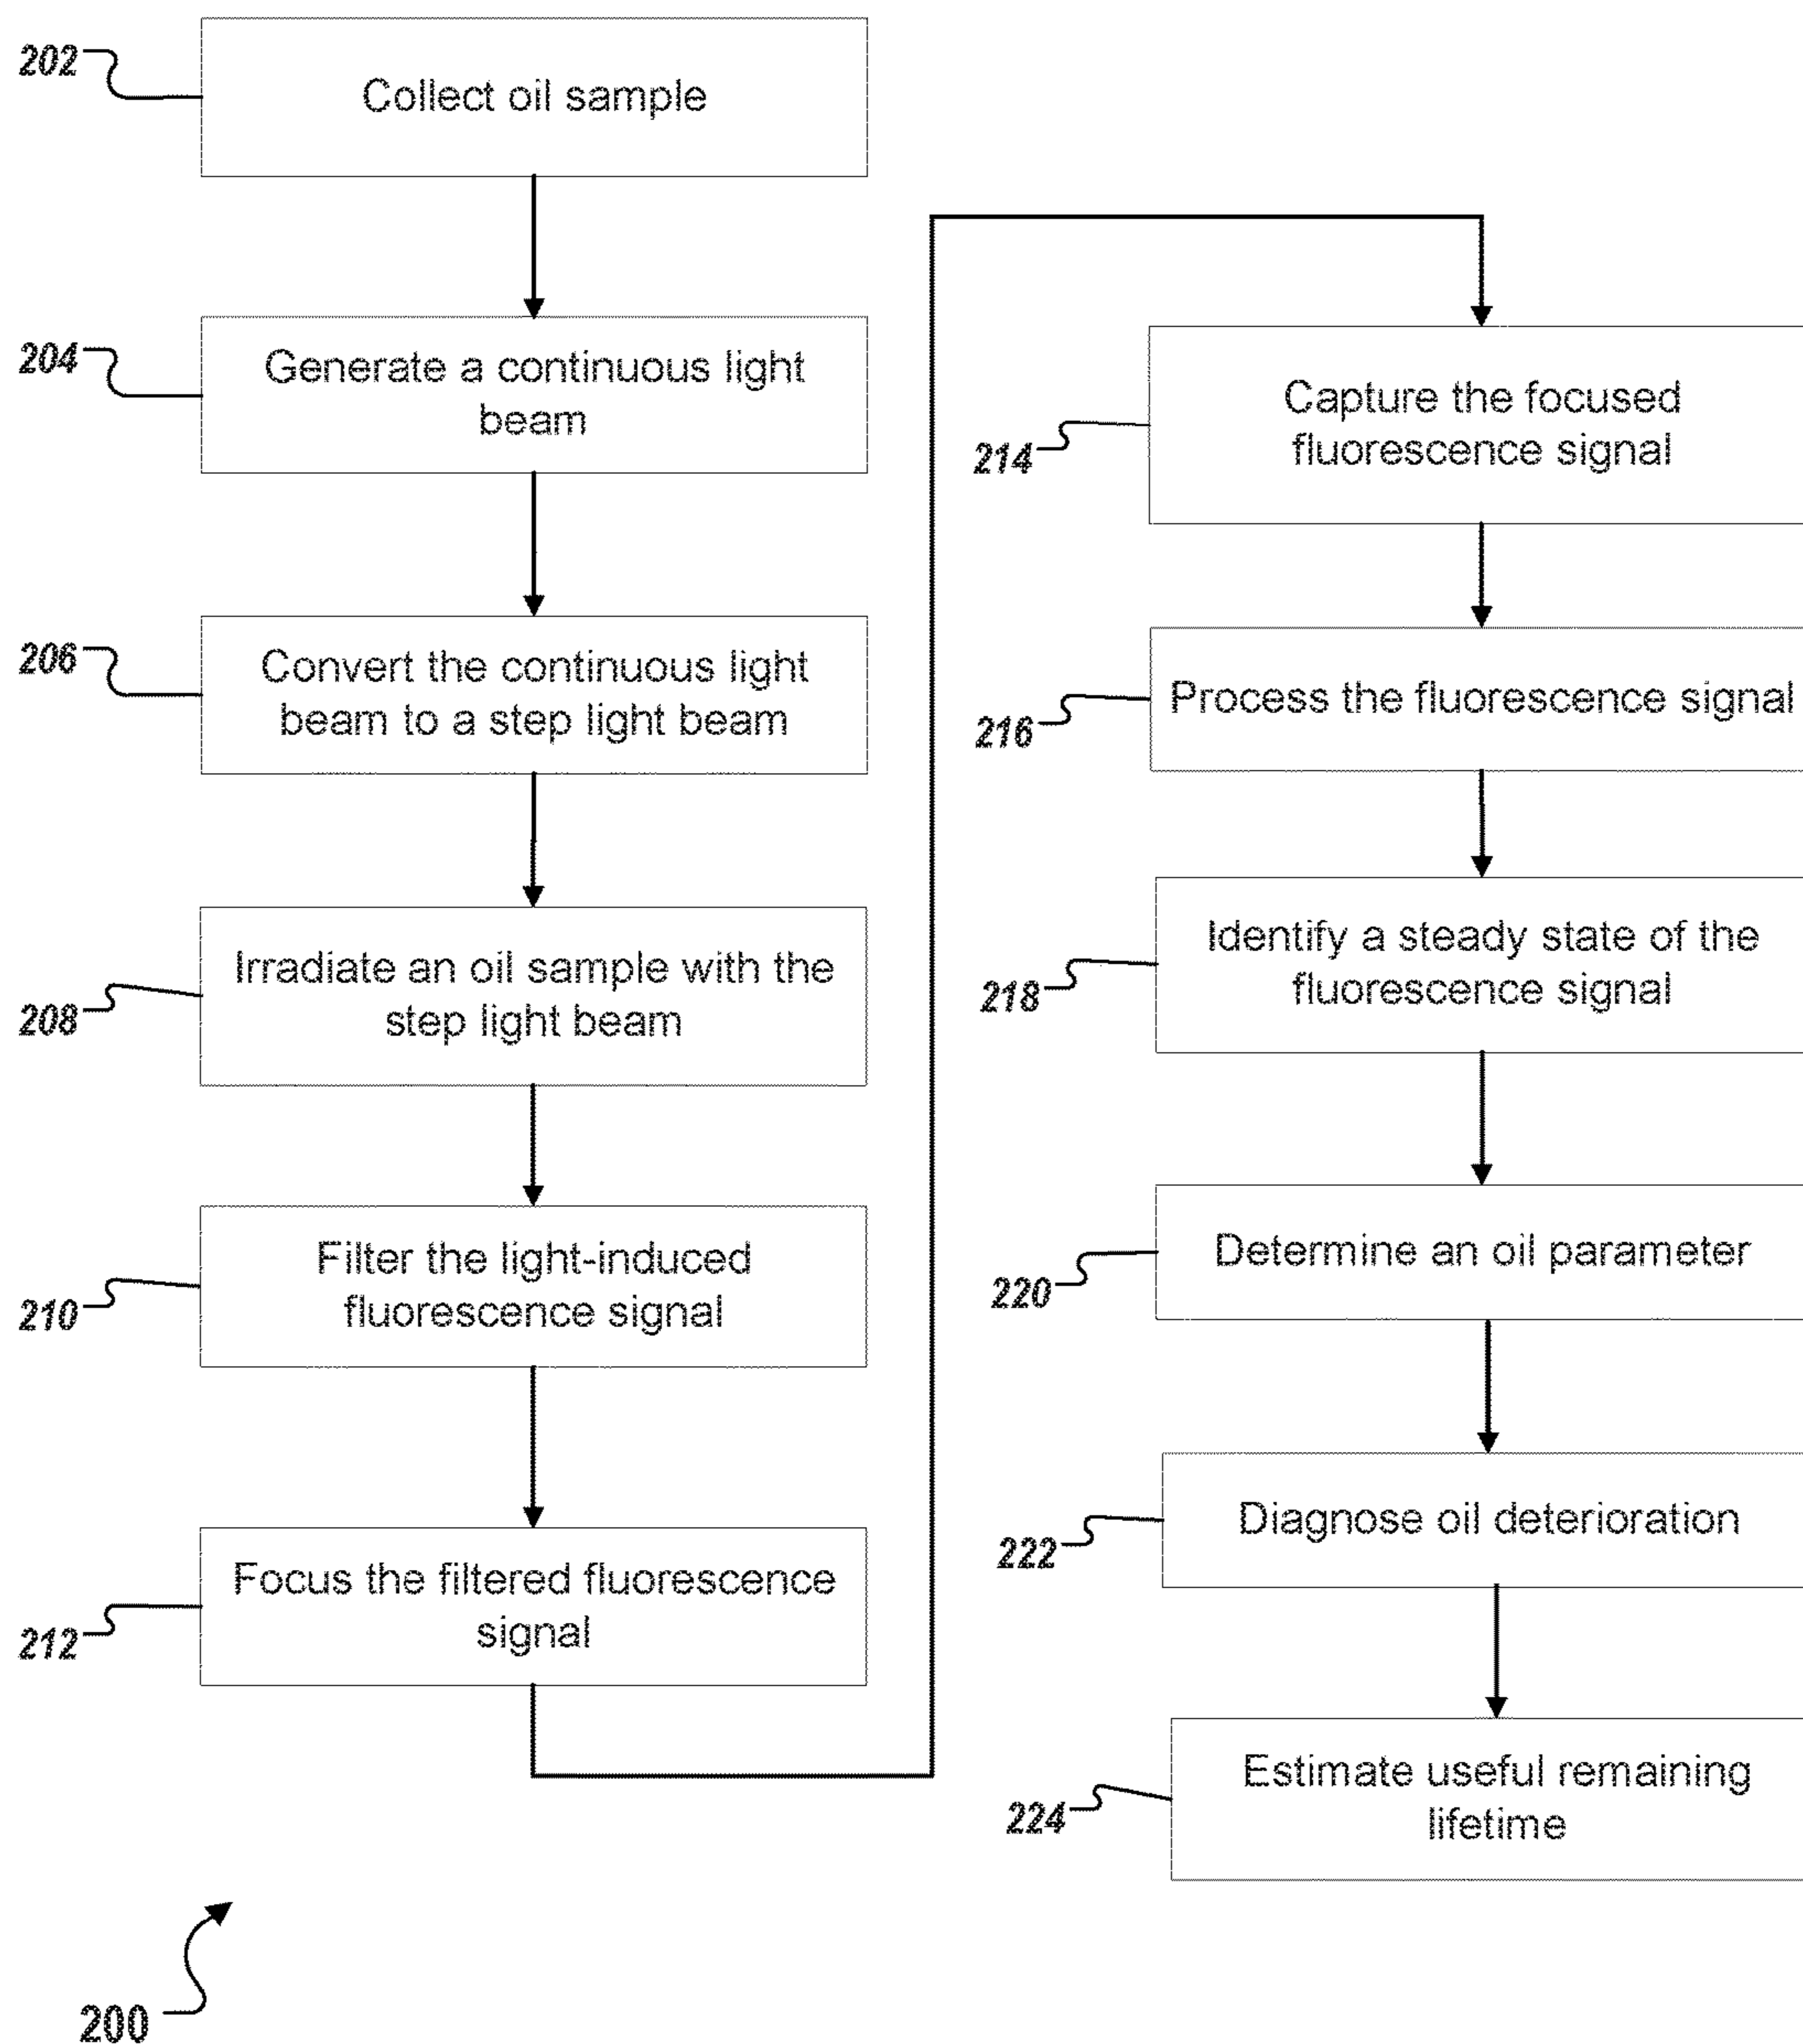 202
Collect oil sample
204
Generate a continuous light
beam
206
Convert the continuous light
beam to a step light beam
208
Irradiate an oil sample with the
step light beam
210
Filter the light-induced
fluorescence signal
212
Focus the filtered fluorescence
signal
214
Capture the focused
fluorescence signal
216
Process the fluorescence signal
218
Identify a steady state of the
fluorescence signal
220
Determine an oil parameter
222
Diagnose oil deterioration
224
Estimate useful remaining
lifetime
200